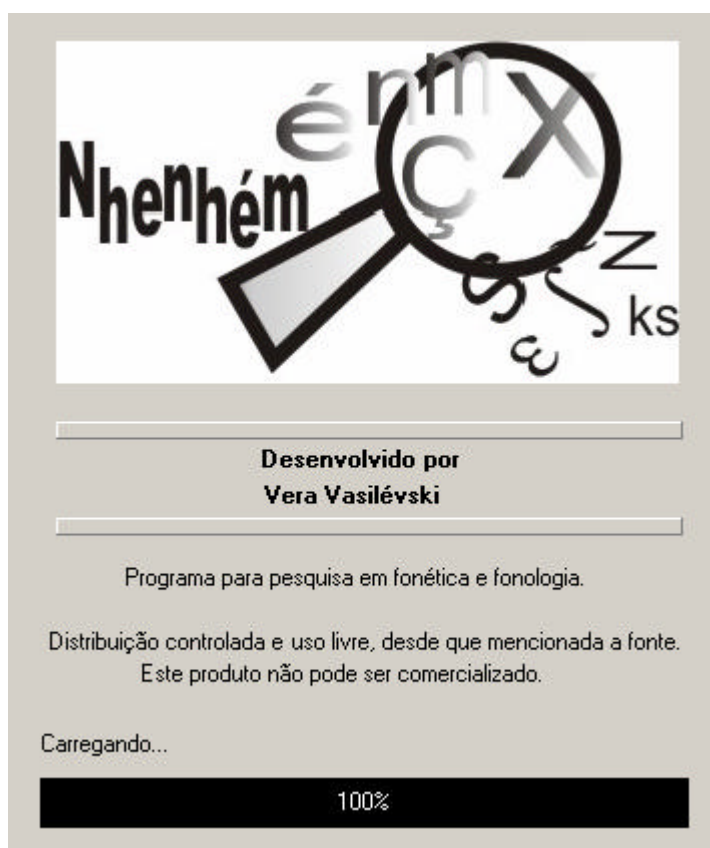 Nhenhém
é n m
ç X
S ʃ Z
ɛ ks
Desenvolvido por
Vera Vasilévski
Programa para pesquisa em fonética e fonologia.
Distribuição controlada e uso livre, desde que mencionada a fonte.
Este produto não pode ser comercializado.
Carregando...
100%